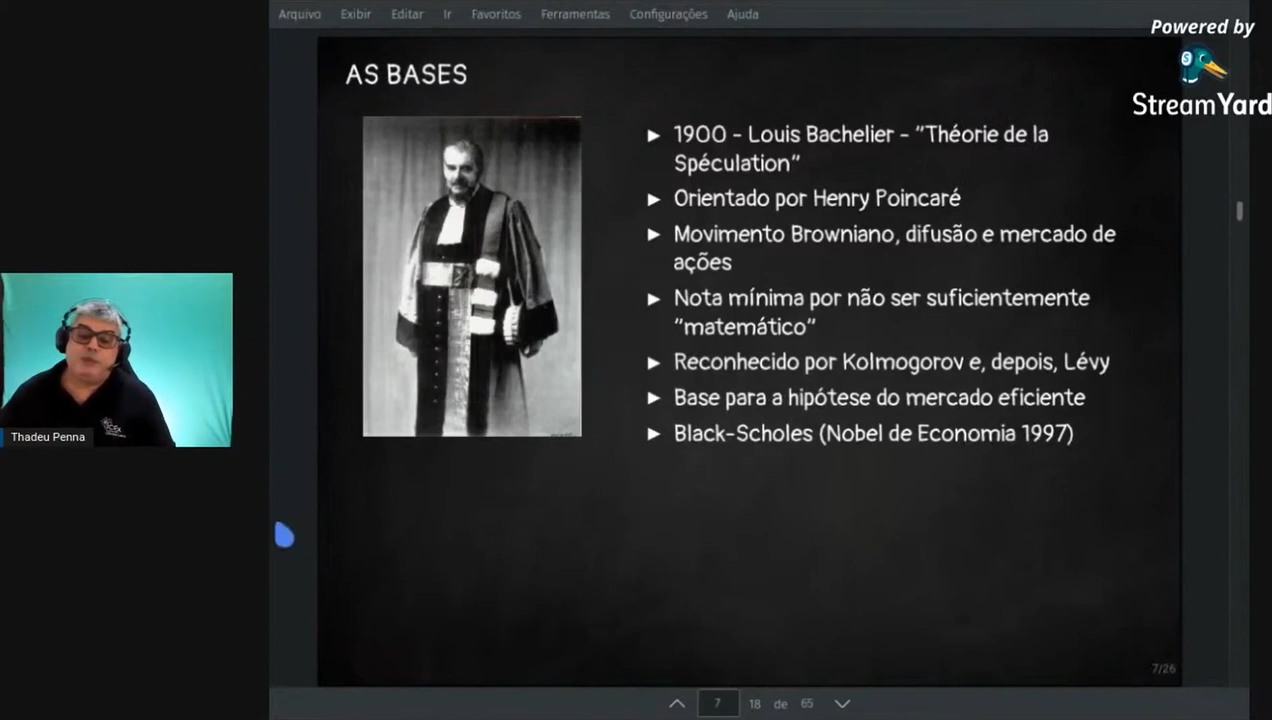 Arquivo Exibir Editar Ir Favoritos Ferramentas Configurações Ajuda
Powered by
StreamYard
AS BASES
► 1900 - Louis Bachelier - "Théorie de la
Spéculation"
► Orientado por Henry Poincaré
► Movimento Browniano, difusão e mercado de
ações
► Nota mínima por não ser suficientemente
"matemático"
► Reconhecido por Kolmogorov e, depois, Lévy
► Base para a hipótese do mercado eficiente
► Black-Scholes (Nobel de Economia 1997)
Thadeu Penna
7/26
7 18 de 65